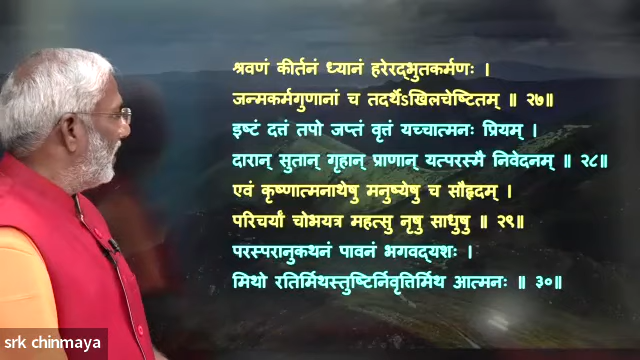 श्रवणं कीर्तनं ध्यानं हरेरद्भुतकर्मणः ।
जन्मकर्मगुणानां च तदर्थेऽखिलचेष्टितम् ॥ २७॥
इष्टं दत्तं तपो जप्तं वृत्तं यच्चात्मनः प्रियम् ।
दारान् सुतान् गृहान् प्राणान् यत्परस्मै निवेदनम् ॥ २८॥
एवं कृष्णात्मनाथेषु मनुष्येषु च सौहृदम् ।
परिचर्यां चोभयत्र महत्सु नृषु साधुषु ॥ २९॥
परस्परानुकथनं पावनं भगवद्यशः ।
मिथो रतिर्मिथस्तुष्टिर्निवृत्तिर्मिथ आत्मनः ॥ ३०॥
srk chinmaya